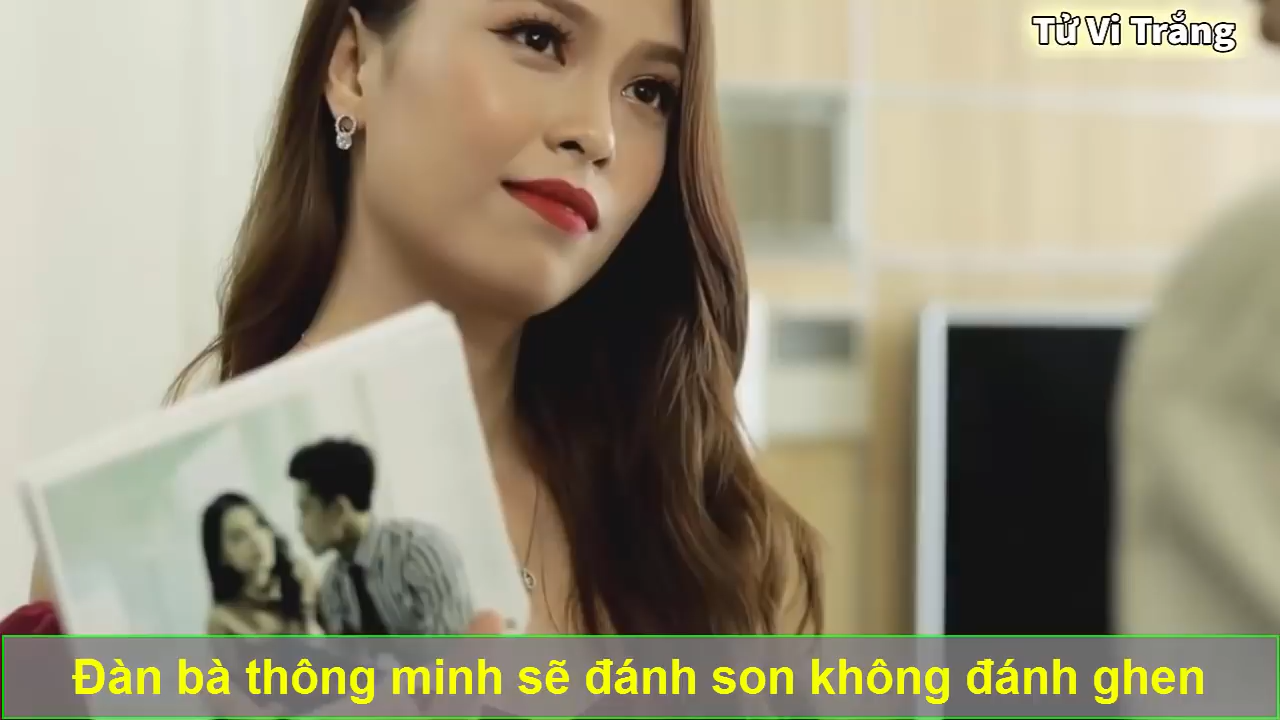 Tử Vi Trắng
Đàn bà thông minh sẽ đánh son không đánh ghen